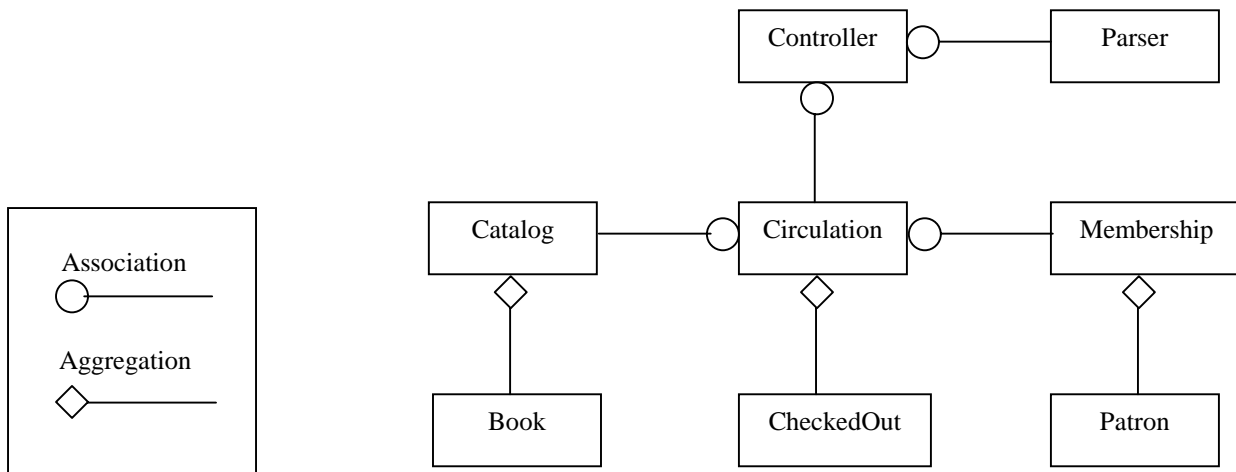 Controller
Parser
Catalog
Circulation
Membership
Association
Aggregation
Book
CheckedOut
Patron